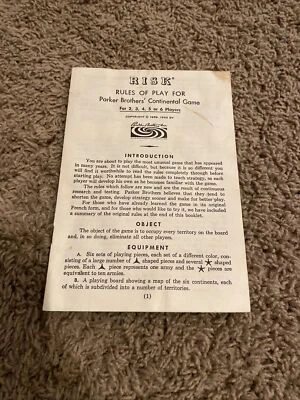 RISK
RULES OF PLAY FOR
Parker Brothers' Continental Game
For 2, 3, 4, 5 or 6 Players
COPYRIGHT © 1959, BY
Parker Brothers Inc
INTRODUCTION
You are about to play the most unusual game that has appeared
in many years. It is not difficult, but it is so different you
will find it worthwhile to read the rules completely through before
starting play. No attempt has been made to teach strategy, as each
player will develop his own as he becomes familiar with the game.
The rules which follow are new and are the result of continuous
research and testing. Parker Brothers believes that they tend to
shorten the game, develop strategy sooner and make for better play.
For those who have already learned the game in its original
French form, and for those who would like to try it, we have included
a summary of the original rules at the end of this booklet.
OBJECT
The object of the game is to occupy every territory on the board
and, in so doing, eliminate all other players.
EQUIPMENT
A. Six sets of playing pieces, each set of a different color, con-
sisting of a large number of shaped pieces and several shaped
pieces. Each piece represents one army and the pieces are
equivalent to ten armies.
B. A playing board showing a map of the six continents, each of
which is subdivided into a number of territories.
(1)